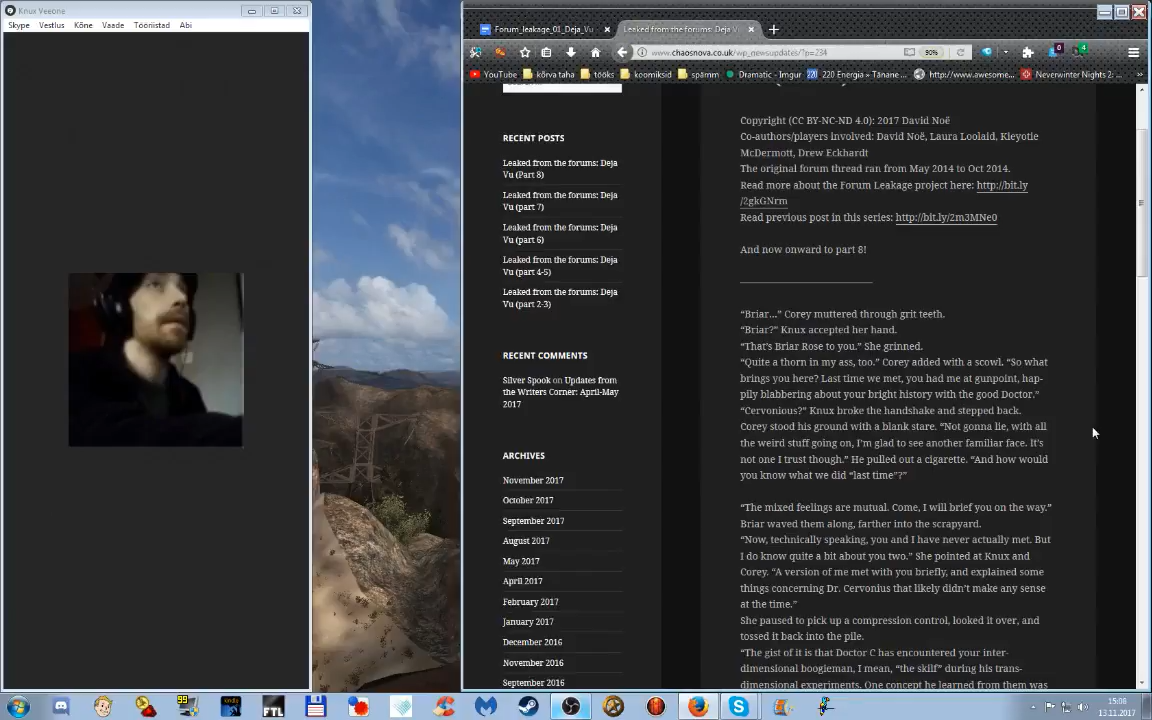 Knux Veeone
Skype Vestlus Kõne Vaade Tööriistad Abi
Forum_leakage_01_Deja_Vu
Leaked from the forums: Deja V
www.chaosnova.co.uk/wp_newsupdates/?p=234
90%
0
4
YouTube kõrva taha tööks koomiksid spämm Dramatic - Imgur 220 220 Energia » Tänane... http://www.awesome... Neverwinter Nights 2:...
RECENT POSTS
Leaked from the forums: Deja
Vu (Part 8)
Leaked from the forums: Deja
Vu (part 7)
Leaked from the forums: Deja
Vu (part 6)
Leaked from the forums: Deja
Vu (part 4-5)
Leaked from the forums: Deja
Vu (part 2-3)
RECENT COMMENTS
Silver Spook on Updates from
the Writers Corner: April-May
2017
ARCHIVES
November 2017
October 2017
September 2017
August 2017
May 2017
April 2017
February 2017
January 2017
December 2016
November 2016
September 2016
Copyright (CC BY-NC-ND 4.0): 2017 David Noë
Co-authors/players involved: David Noë, Laura Loolaid, Kleyotie
McDermott, Drew Eckhardt
The original forum thread ran from May 2014 to Oct 2014.
Read more about the Forum Leakage project here: http://bit.ly
/2gkGNrm
Read previous post in this series: http://bit.ly/2m3MNe0
And now onward to part 8!
“Briar…” Corey muttered through grit teeth.
“Briar?” Knux accepted her hand.
“That’s Briar Rose to you.” She grinned.
“Quite a thorn in my ass, too.” Corey added with a scowl. “So what
brings you here? Last time we met, you had me at gunpoint, hap-
pily blabbering about your bright history with the good Doctor.”
“Cervonious?” Knux broke the handshake and stepped back.
Corey stood his ground with a blank stare. “Not gonna lie, with all
the weird stuff going on, I’m glad to see another familiar face. It’s
not one I trust though.” He pulled out a cigarette. “And how would
you know what we did “last time”?”
“The mixed feelings are mutual. Come, I will brief you on the way.”
Briar waved them along, farther into the scrapyard.
“Now, technically speaking, you and I have never actually met. But
I do know quite a bit about you two.” She pointed at Knux and
Corey. “A version of me met with you briefly, and explained some
things concerning Dr. Cervonius that likely didn’t make any sense
at the time.”
She paused to pick up a compression control, looked it over, and
tossed it back into the pile.
“The gist of it is that Doctor C has encountered your inter-
dimensional boogieman, I mean, “the skilf” during his trans-
dimensional experiments. One concept he learned from them was
99
kindle
FTL
15:08
13.11.2017